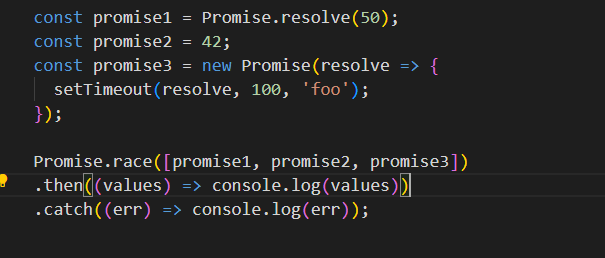 const promise1 = Promise.resolve(50);
const promise2 = 42;
const promise3 = new Promise(resolve => {
  setTimeout(resolve, 100, 'foo');
});

Promise.race([promise1, promise2, promise3])
.then((values) => console.log(values))
.catch((err) => console.log(err));